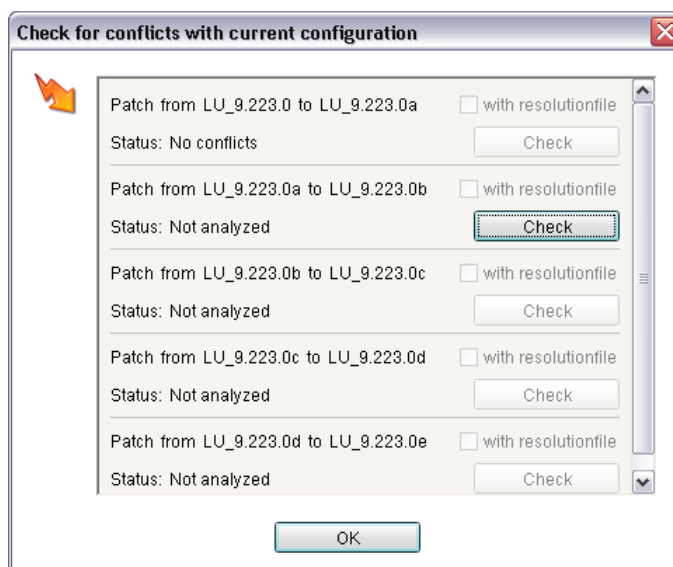 Check for conflicts with current configuration
Patch from LU_9.223.0 to LU_9.223.0a
with resolutionfile
Status: No conflicts
Check
Patch from LU_9.223.0a to LU_9.223.0b
with resolutionfile
Status: Not analyzed
Check
Patch from LU_9.223.0b to LU_9.223.0c
with resolutionfile
Status: Not analyzed
Check
Patch from LU_9.223.0c to LU_9.223.0d
with resolutionfile
Status: Not analyzed
Check
Patch from LU_9.223.0d to LU_9.223.0e
with resolutionfile
Status: Not analyzed
Check
OK